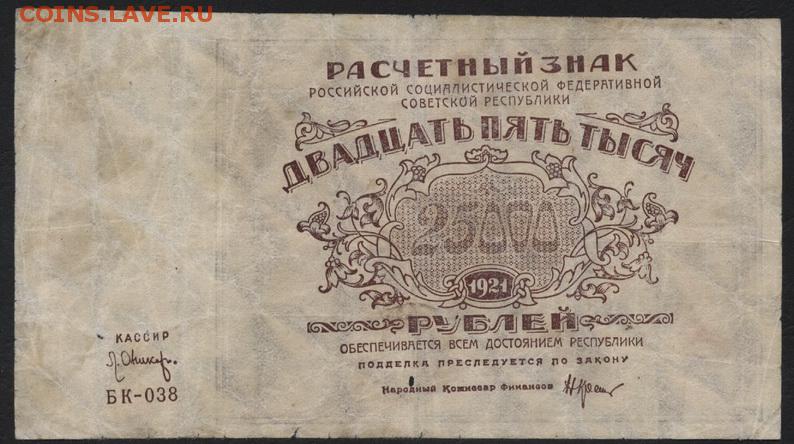 COINS.LAVE.RU
РАСЧЕТНЫЙ ЗНАК
РОССИЙСКОЙ СОЦИАЛИСТИЧЕСКОЙ ФЕДЕРАТИВНОЙ
СОВЕТСКОЙ РЕСПУБЛИКИ
ДВАДЦАТЬ ПЯТЬ ТЫСЯЧ
25000
1921
РУБЛЕЙ
ОБЕСПЕЧИВАЕТСЯ ВСЕМ ДОСТОЯНИЕМ РЕСПУБЛИКИ
ПОДДЕЛКА ПРЕСЛЕДУЕТСЯ ПО ЗАКОНУ
Народный Комиссар Финансов
КАССИР
БК-038